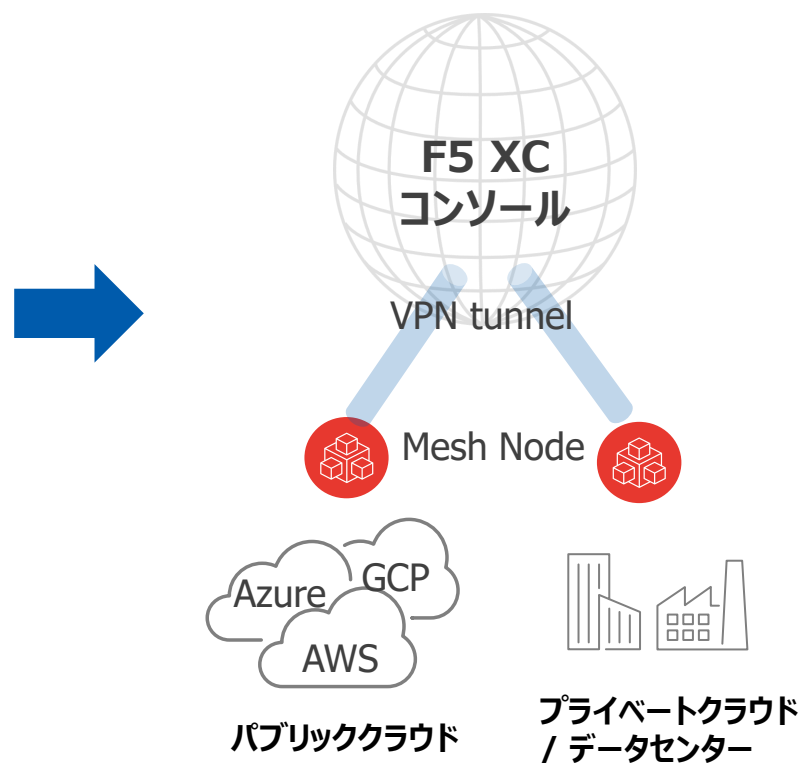 F5 XC
コンソール
VPN tunnel
Mesh Node
Azure
GCP
AWS
パブリッククラウド
プライベートクラウド
/ データセンター